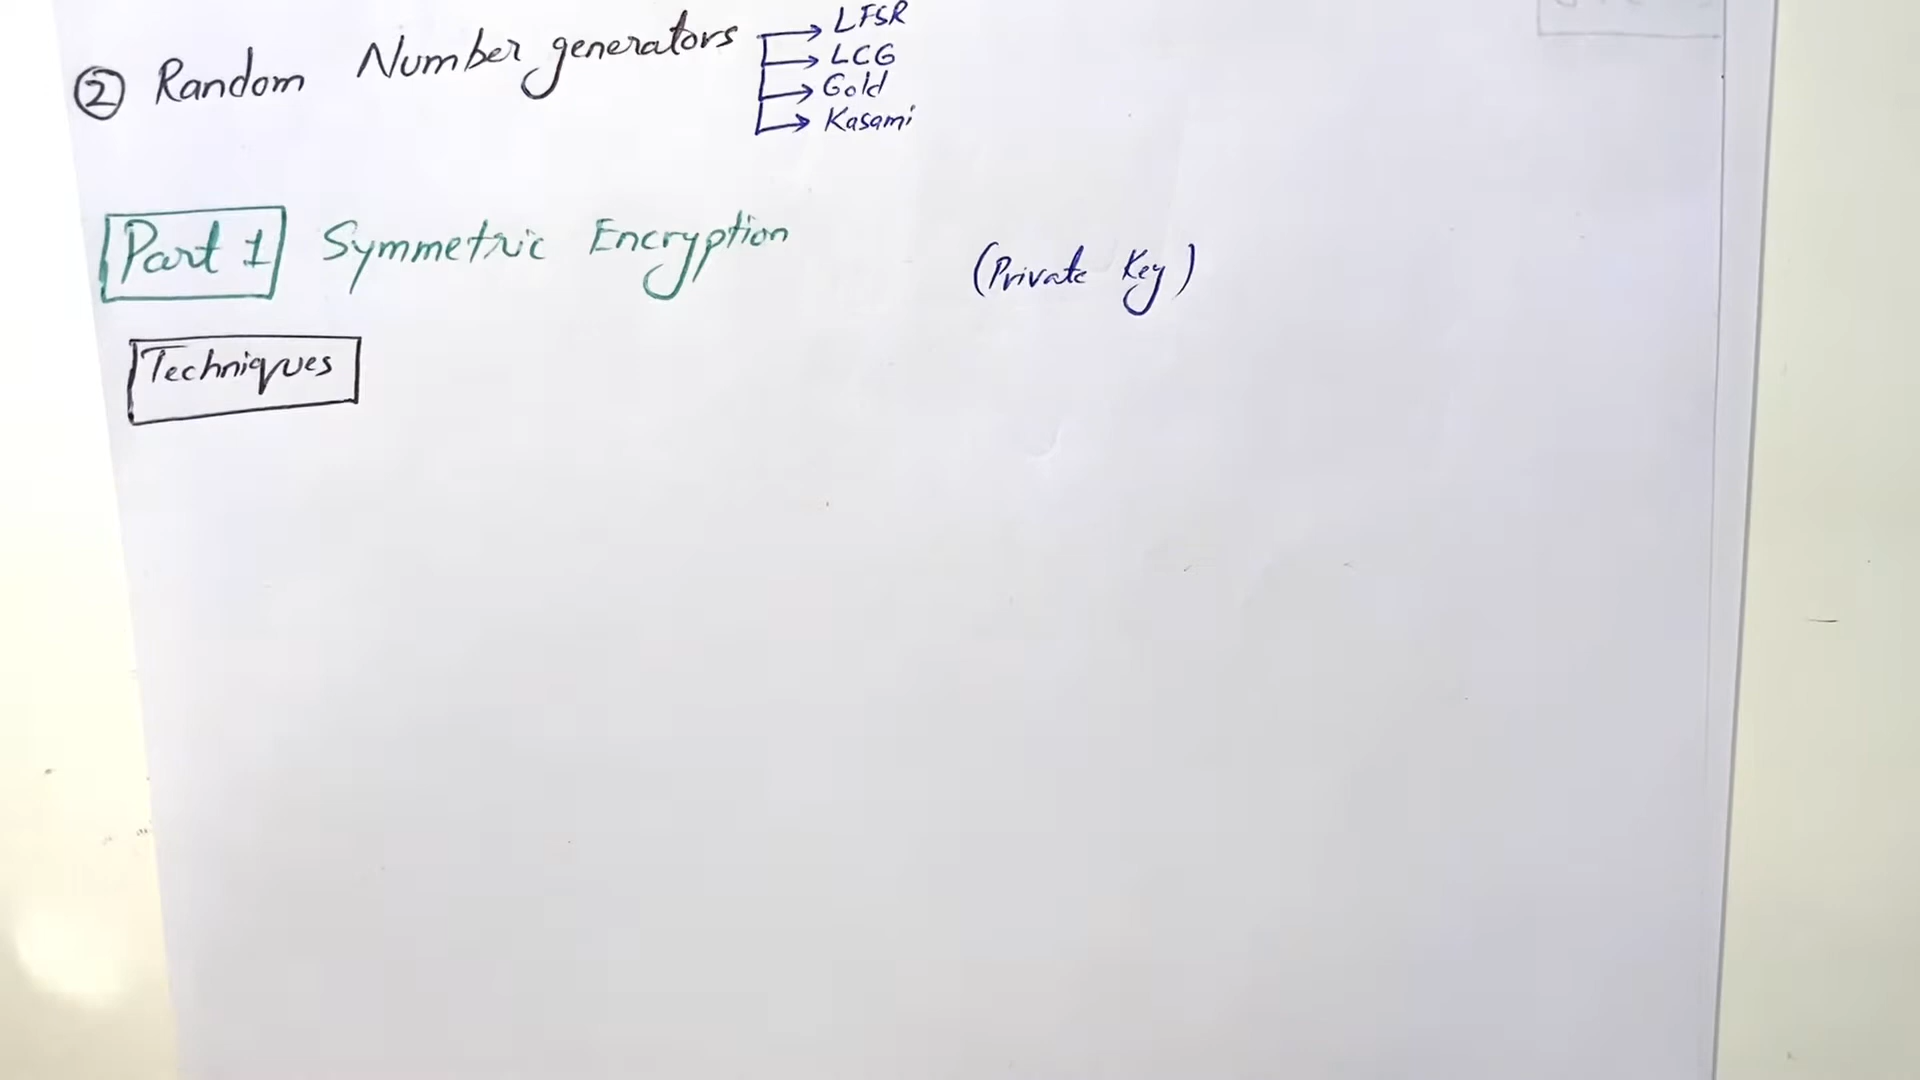 ② Random Number generators
LFSR
LCG
Gold
Kasami
Part 1 Symmetric Encryption (Private Key)
Techniques